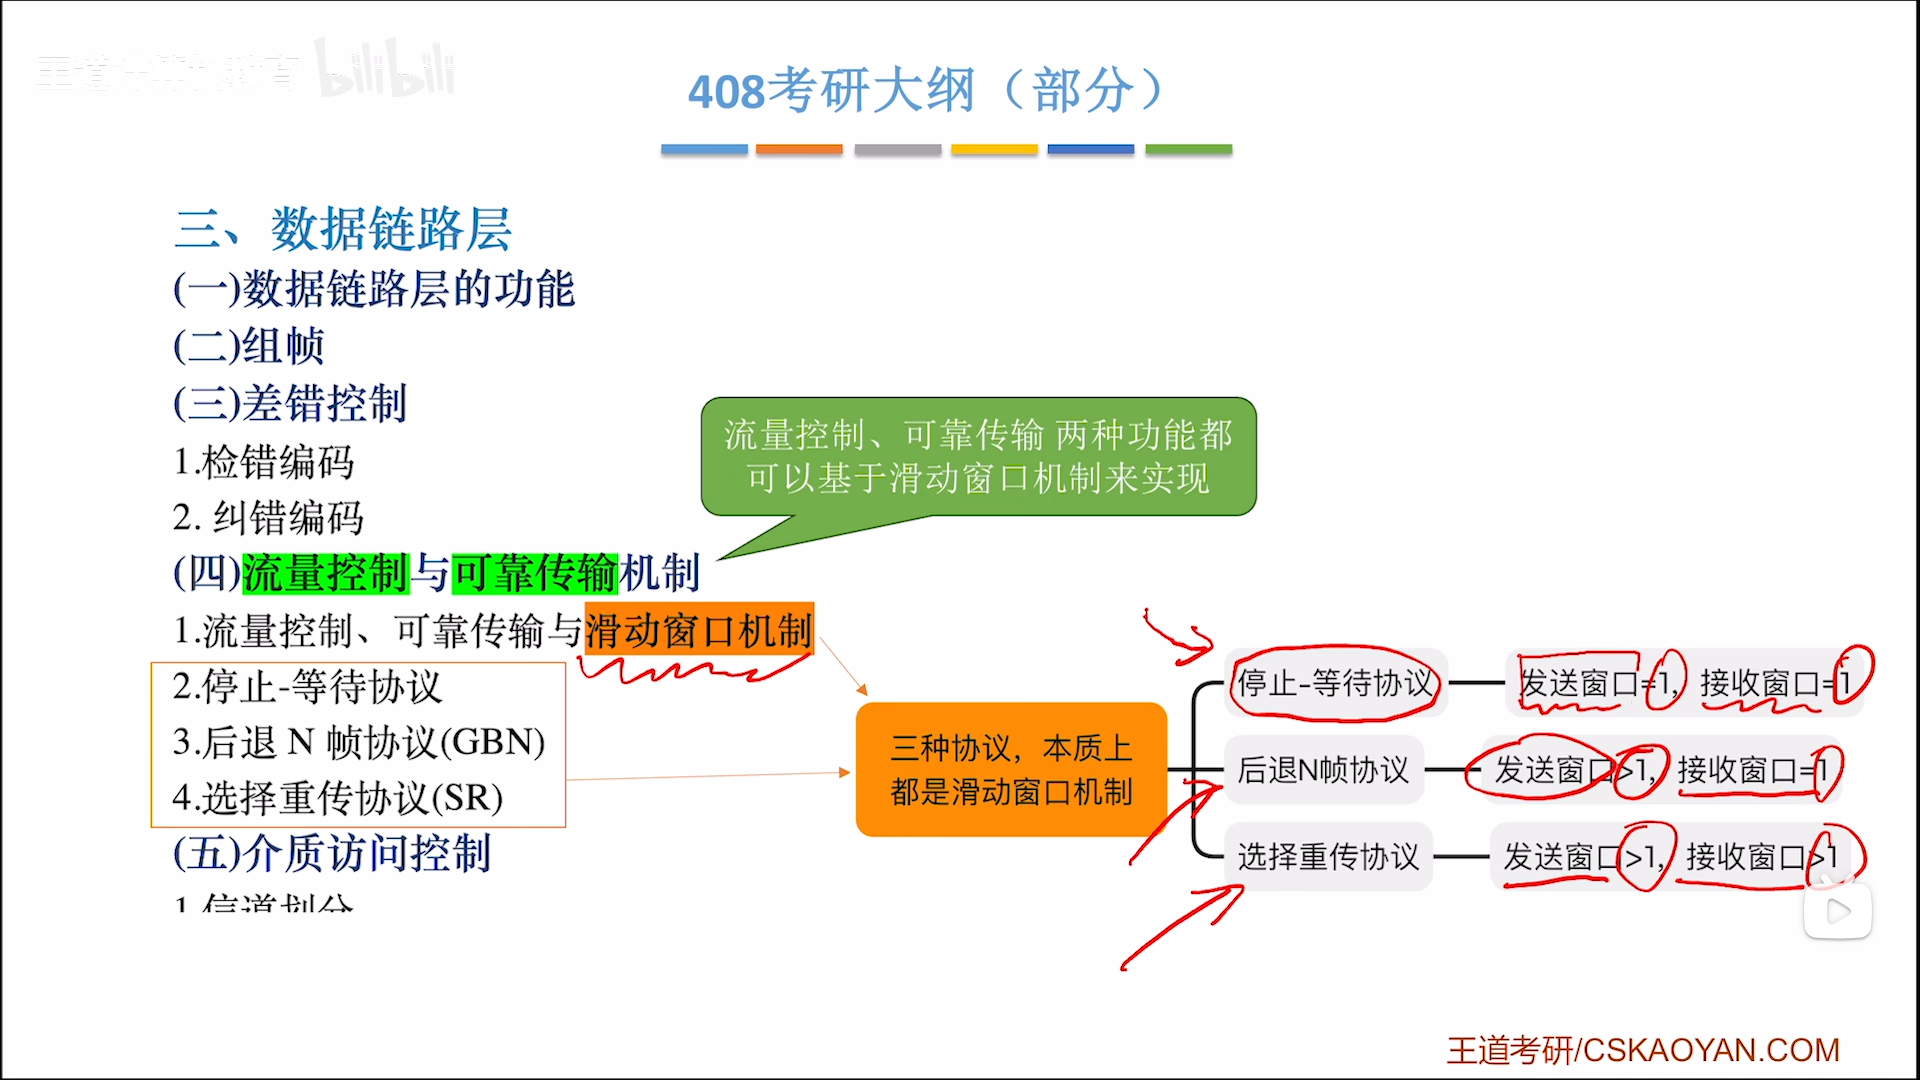 王道计算机教育 bilibili
408考研大纲（部分）
三、数据链路层
(一)数据链路层的功能
(二)组帧
(三)差错控制
1.检错编码
2. 纠错编码
(四)流量控制与可靠传输机制
1.流量控制、可靠传输与滑动窗口机制
2.停止-等待协议
3.后退 N 帧协议(GBN)
4.选择重传协议(SR)
(五)介质访问控制
1.信道划分
流量控制、可靠传输 两种功能都
可以基于滑动窗口机制来实现
三种协议，本质上
都是滑动窗口机制
停止-等待协议
发送窗口=1，接收窗口=1
后退N帧协议
发送窗口>1，接收窗口=1
选择重传协议
发送窗口>1，接收窗口>1
王道考研/CSKAOYAN.COM